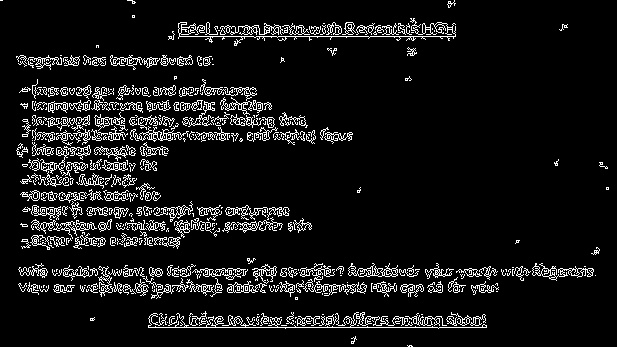 Feel young again with Regenisis HGH
Regenisis has been proven to:
- Improved sex drive and performance
- Improved immune and cardiac function
- Improved bone density, quicker healing time
- Improved brain function, memory, and mental focus
- Increased muscle tone
- Decrease in body fat
- Thicker fuller hair
- Decrease in body fat
- Boost in energy, strength, and endurance
- Reduction of wrinkles, tighter, smoother skin
- Better sleep experiences
Who wouldn't want to feel younger and stronger? Rediscover your youth with Regenisis.
View our website to learn more about what Regenisis HGH can do for you!
Click here to view special offers ending soon!